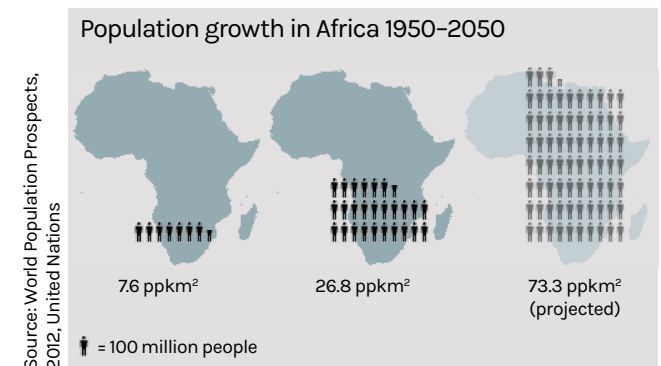 Population growth in Africa 1950–2050
7.6 ppkm²
26.8 ppkm²
73.3 ppkm²
(projected)
= 100 million people
Source: World Population Prospects,
2012, United Nations